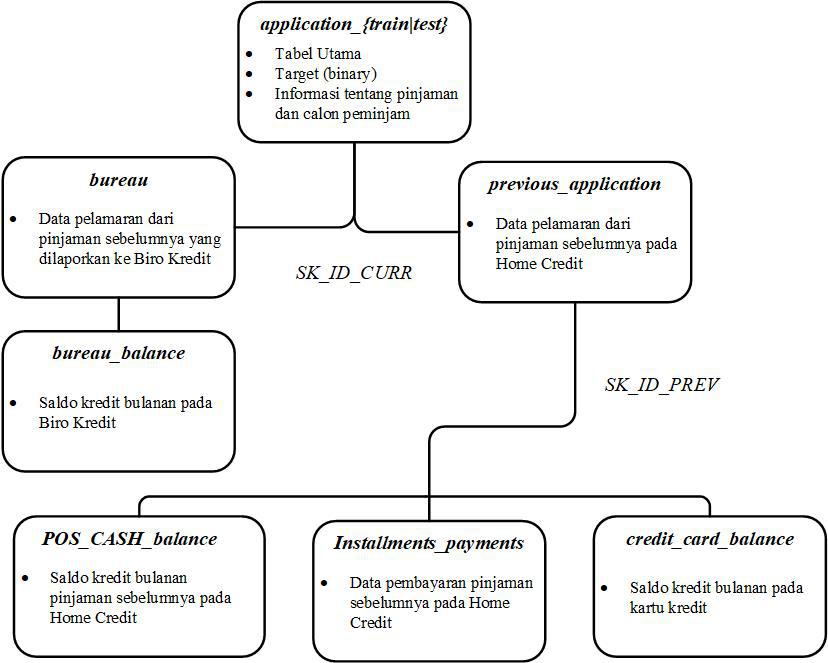 application_{train|test}
• Tabel Utama
• Target (binary)
• Informasi tentang pinjaman
dan calon peminjam
bureau
• Data pelamaran dari
pinjaman sebelumnya yang
dilaporkan ke Biro Kredit
previous_application
• Data pelamaran dari
pinjaman sebelumnya pada
Home Credit
SK_ID_CURR
bureau_balance
• Saldo kredit bulanan pada
Biro Kredit
SK_ID_PREV
POS_CASH_balance
• Saldo kredit bulanan
pinjaman sebelumnya pada
Home Credit
Installments_payments
• Data pembayaran pinjaman
sebelumnya pada Home
Credit
credit_card_balance
• Saldo kredit bulanan pada
kartu kredit